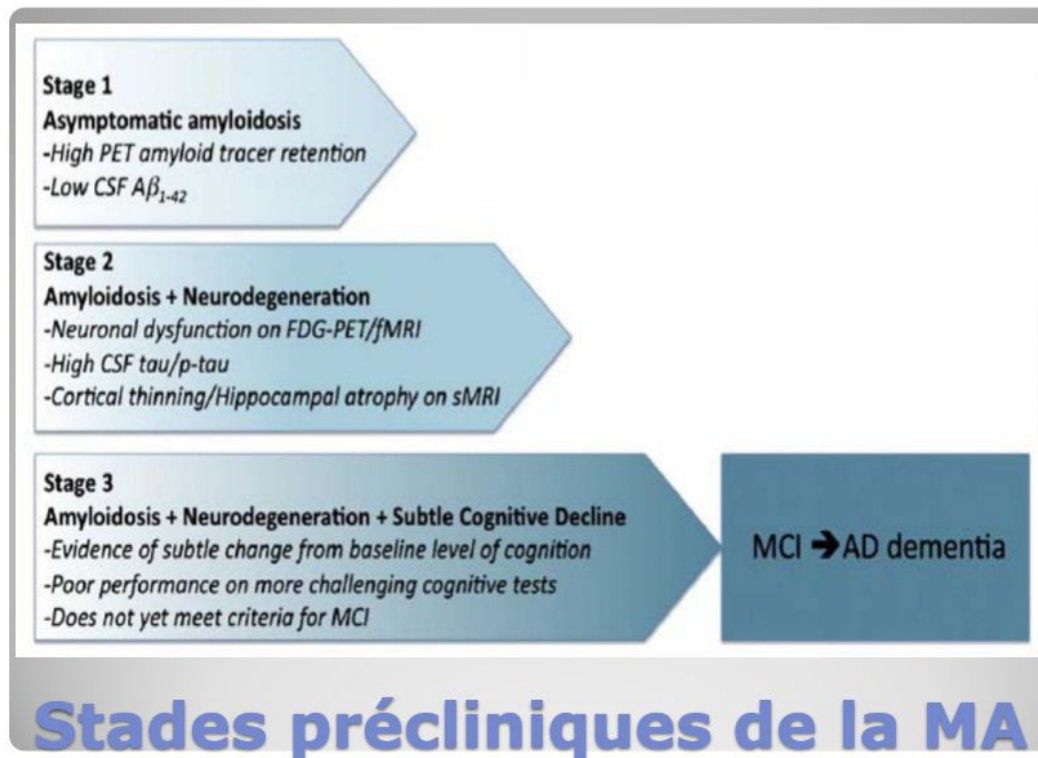 Stage 1
Asymptomatic amyloidosis
-High PET amyloid tracer retention
-Low CSF Aβ₁₋₄₂
Stage 2
Amyloidosis + Neurodegeneration
-Neuronal dysfunction on FDG-PET/fMRI
-High CSF tau/p-tau
-Cortical thinning/Hippocampal atrophy on sMRI
Stage 3
Amyloidosis + Neurodegeneration + Subtle Cognitive Decline
-Evidence of subtle change from baseline level of cognition
-Poor performance on more challenging cognitive tests
-Does not yet meet criteria for MCI
MCI ➔ AD dementia
Stades précliniques de la MA